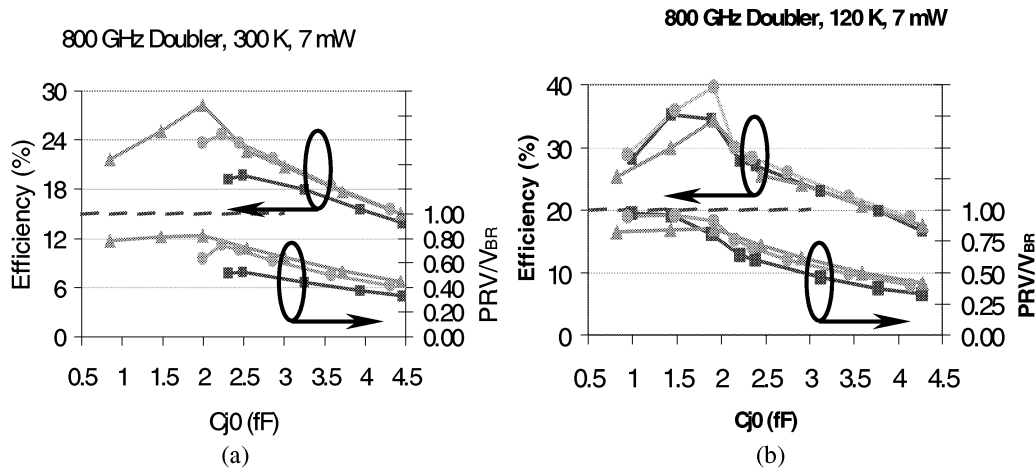 800 GHz Doubler, 300 K, 7 mW
30
24
18
12
6
0
Efficiency (%)
1.00
0.80
0.60
0.40
0.20
0.00
PRV/VBR
0.5 1 1.5 2 2.5 3 3.5 4 4.5
Cj0 (fF)
(a)
800 GHz Doubler, 120 K, 7 mW
40
30
20
10
0
Efficiency (%)
1.00
0.75
0.50
0.25
0.00
PRV/VBR
0.5 1 1.5 2 2.5 3 3.5 4 4.5
Cj0 (fF)
(b)